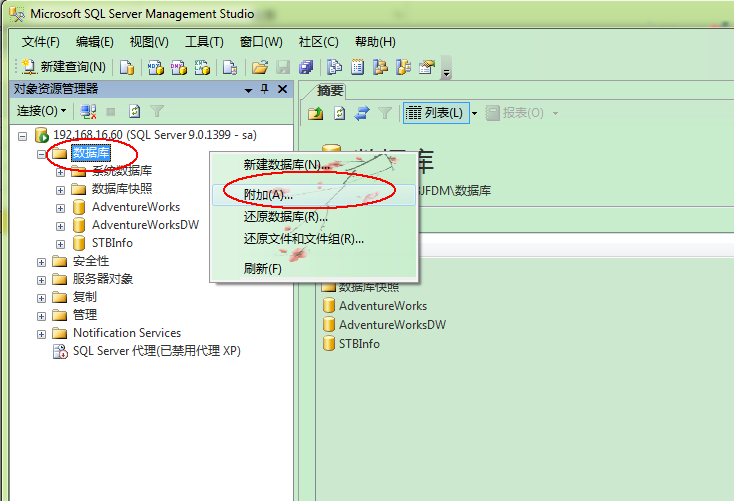 Microsoft SQL Server Management Studio
文件(F) 编辑(E) 视图(V) 工具(T) 窗口(W) 社区(C) 帮助(H)
新建查询(N)
对象资源管理器
连接(O)
192.168.16.60 (SQL Server 9.0.1399 - sa)
数据库
系统数据库
数据库快照
AdventureWorks
AdventureWorksDW
STBInfo
安全性
服务器对象
复制
管理
Notification Services
SQL Server 代理(已禁用代理 XP)
新建数据库(N)...
附加(A)...
还原数据库(R)...
还原文件和文件组(R)...
刷新(F)
摘要
列表(L) 报表(O)
数据库
JFDM\数据库
数据库快照
AdventureWorks
AdventureWorksDW
STBInfo